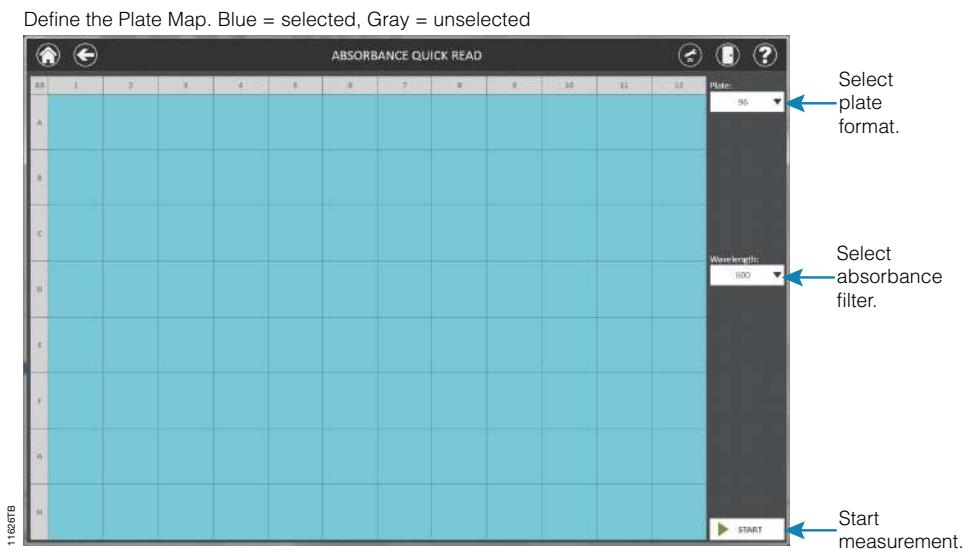 Define the Plate Map. Blue = selected, Gray = unselected
ABSORBANCE QUICK READ
?
1 2 3 4 5 6 7 8 9 10 11 12
Plate:
96
Select
plate
format.
A
B
C
D
E
F
G
H
Wavelength:
600
Select
absorbance
filter.
START
Start
measurement.
11626TB